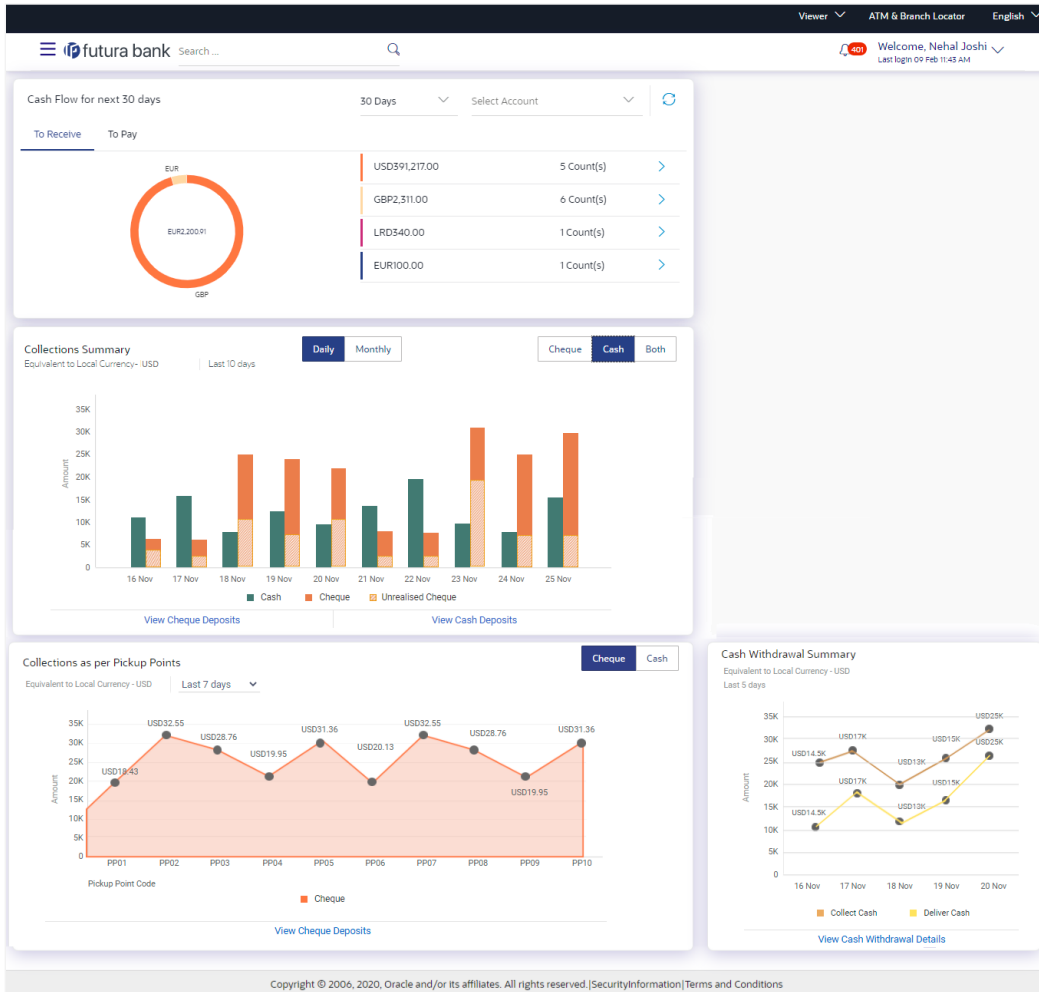 Viewer ATM & Branch Locator English
futura bank Search ... 401 Welcome, Nehal Joshi
Last login 09 Feb 11:43 AM
Cash Flow for next 30 days 30 Days Select Account
To Receive To Pay
EUR
EUR2,200.91
GBP
USD391,217.00 5 Count(s)
GBP2,311.00 6 Count(s)
LRD340.00 1 Count(s)
EUR100.00 1 Count(s)
Collections Summary Daily Monthly Cheque Cash Both
Equivalent to Local Currency- USD Last 10 days
35K
30K
25K
20K
15K
10K
5K
0
Amount
16 Nov 17 Nov 18 Nov 19 Nov 20 Nov 21 Nov 22 Nov 23 Nov 24 Nov 25 Nov
Cash Cheque Unrealised Cheque
View Cheque Deposits View Cash Deposits
Collections as per Pickup Points Cheque Cash
Equivalent to Local Currency - USD Last 7 days
35K
30K
25K
20K
15K
10K
5K
0
Amount
USD18.43 USD32.55 USD28.76 USD19.95 USD31.36 USD20.13 USD32.55 USD28.76 USD19.95 USD31.36
PP01 PP02 PP03 PP04 PP05 PP06 PP07 PP08 PP09 PP10
Pickup Point Code
Cheque
View Cheque Deposits
Cash Withdrawal Summary
Equivalent to Local Currency - USD
Last 5 days
35K
30K
25K
20K
15K
10K
5K
0
Amount
USD14.5K USD17K USD13K USD15K USD25K
USD14.5K USD17K USD13K USD15K USD25K
16 Nov 17 Nov 18 Nov 19 Nov 20 Nov
Collect Cash Deliver Cash
View Cash Withdrawal Details
Copyright © 2006, 2020, Oracle and/or its affiliates. All rights reserved.|SecurityInformation|Terms and Conditions